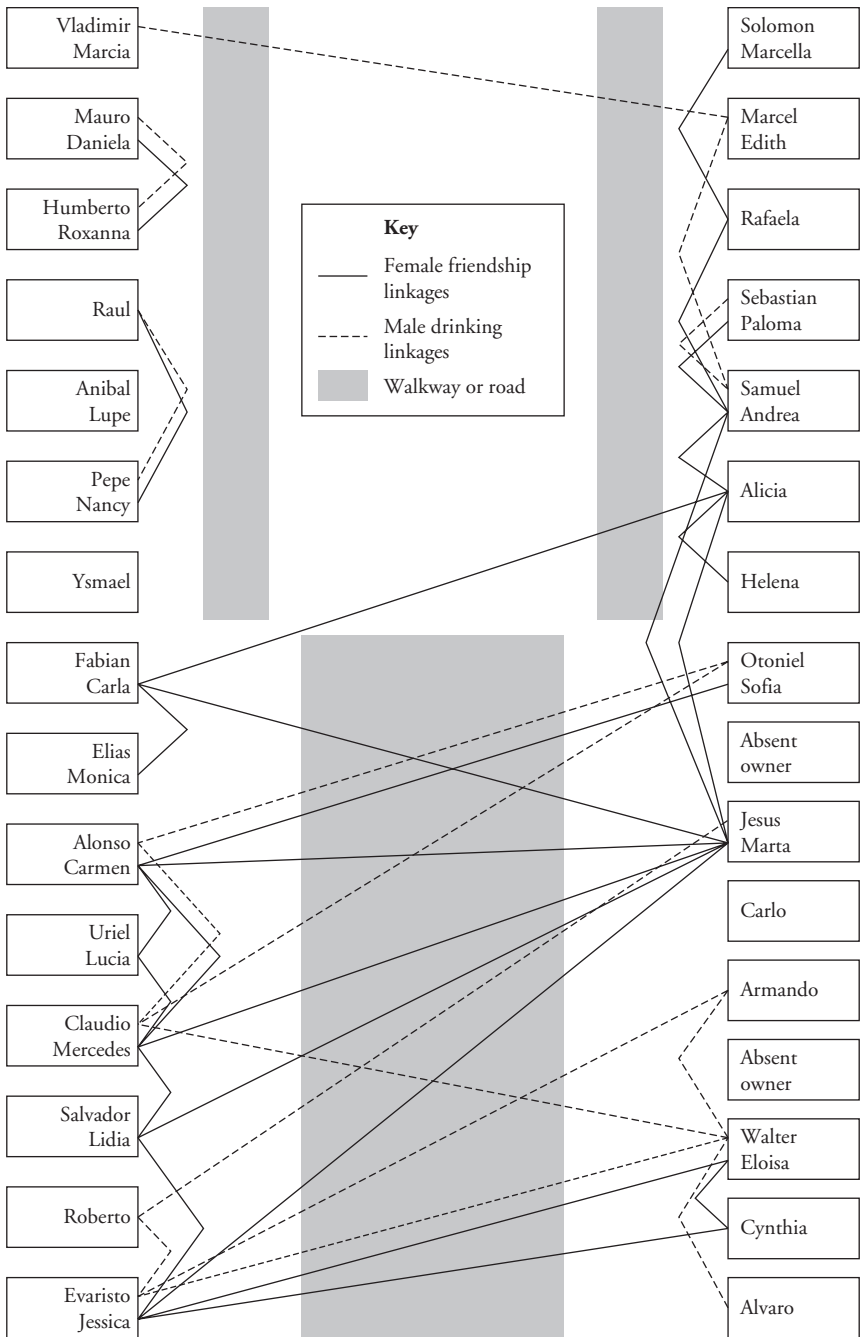 Vladimir
Marcia
Mauro
Daniela
Humberto
Roxanna
Raul
Anibal
Lupe
Pepe
Nancy
Ysmael
Fabian
Carla
Elias
Monica
Alonso
Carmen
Uriel
Lucia
Claudio
Mercedes
Salvador
Lidia
Roberto
Evaristo
Jessica
Key
Female friendship
linkages
Male drinking
linkages
Walkway or road
Solomon
Marcella
Marcel
Edith
Rafaela
Sebastian
Paloma
Samuel
Andrea
Alicia
Helena
Otoniel
Sofia
Absent
owner
Jesus
Marta
Carlo
Armando
Absent
owner
Walter
Eloisa
Cynthia
Alvaro